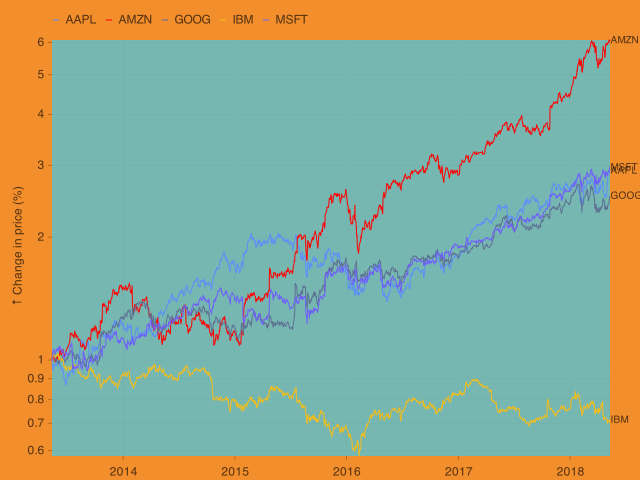 AAPL AMZN GOOG IBM MSFT
↑ Change in price (%)
6
5
4
3
2
1
0.9
0.8
0.7
0.6
AMZN
MSFT
AAPL
GOOG
IBM
2014 2015 2016 2017 2018